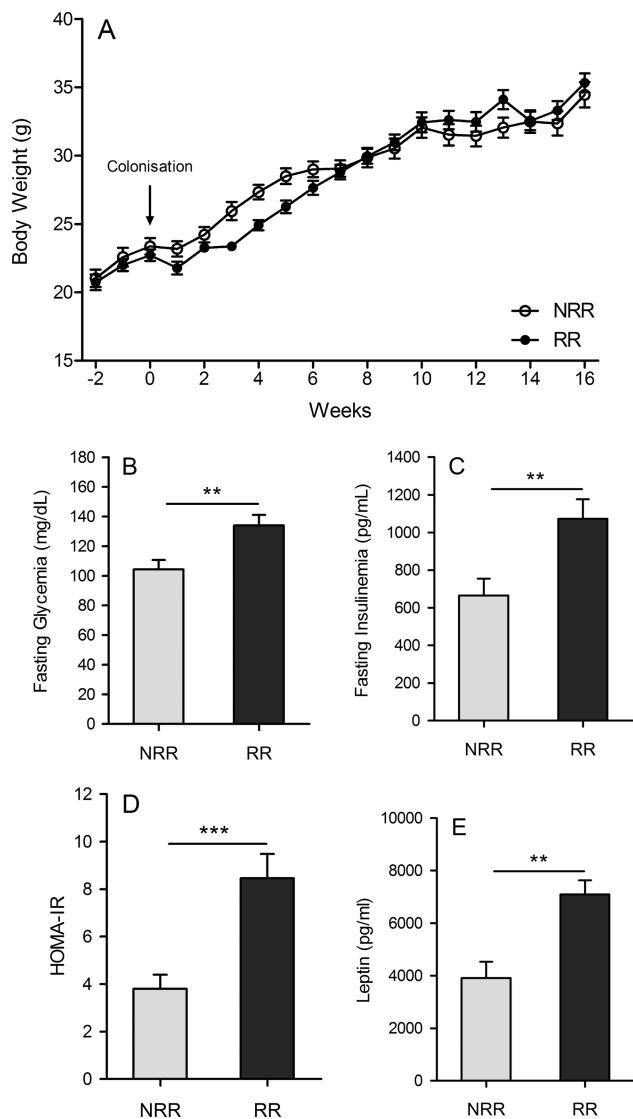 A
Body Weight (g)
35
30
25
20
15
Colonisation
NRR
RR
-2 0 2 4 6 8 10 12 14 16
Weeks
B
Fasting Glycemia (mg/dL)
180
160
140
120
100
80
60
40
20
0
**
NRR RR
C
Fasting Insulinemia (pg/mL)
1400
1200
1000
800
600
400
200
0
**
NRR RR
D
HOMA-IR
12
10
8
6
4
2
0
***
NRR RR
E
Leptin (pg/ml)
10000
8000
6000
4000
2000
0
**
NRR RR